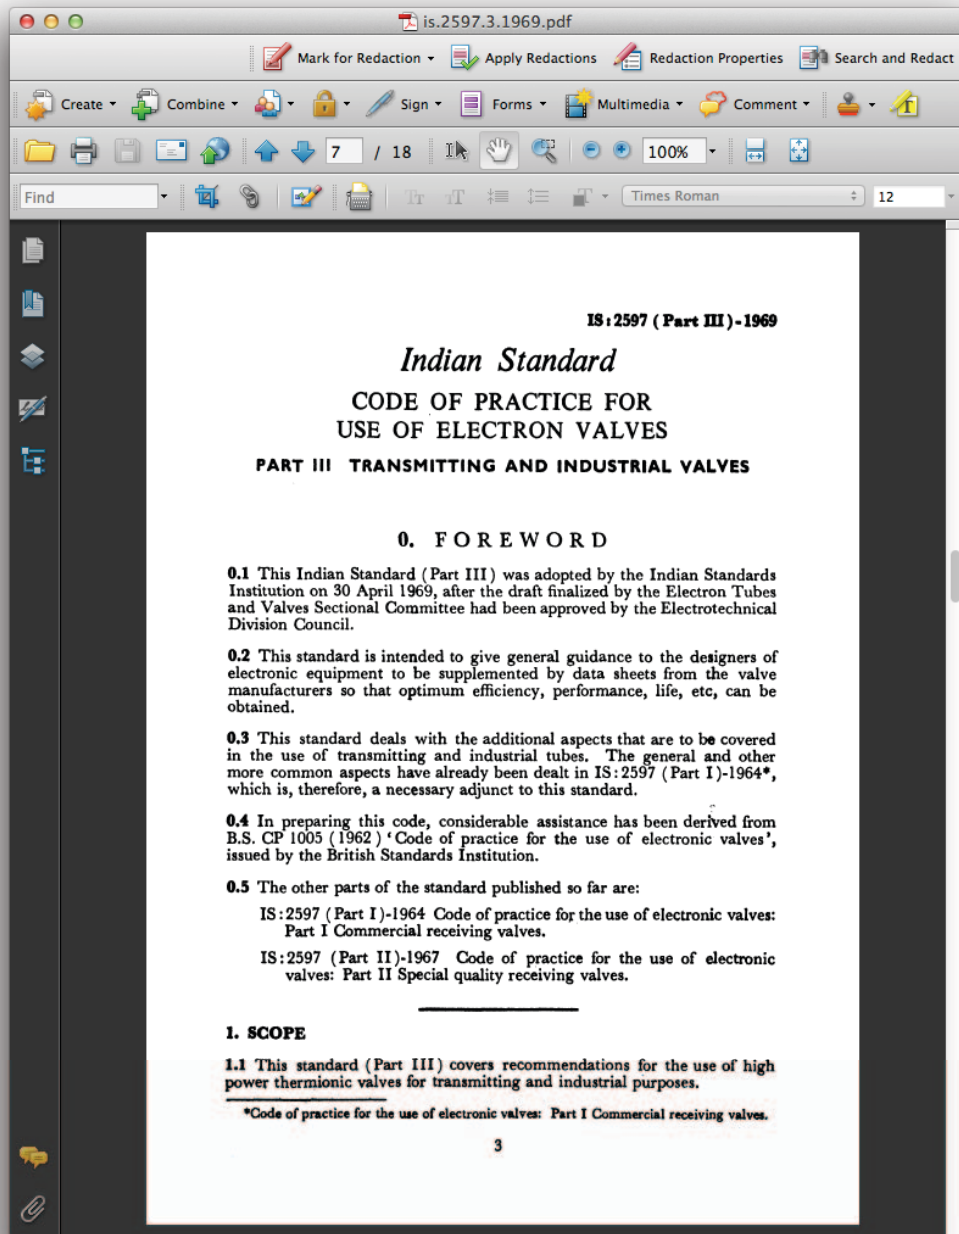 is.2597.3.1969.pdf
Mark for Redaction Apply Redactions Redaction Properties Search and Redact
Create Combine Sign Forms Multimedia Comment
7 / 18 100%
Find Times Roman 12
IS : 2597 ( Part III ) - 1969
Indian Standard
CODE OF PRACTICE FOR
USE OF ELECTRON VALVES
PART III TRANSMITTING AND INDUSTRIAL VALVES
0. FOREWORD
0.1 This Indian Standard ( Part III ) was adopted by the Indian Standards
Institution on 30 April 1969, after the draft finalized by the Electron Tubes
and Valves Sectional Committee had been approved by the Electrotechnical
Division Council.
0.2 This standard is intended to give general guidance to the designers of
electronic equipment to be supplemented by data sheets from the valve
manufacturers so that optimum efficiency, performance, life, etc, can be
obtained.
0.3 This standard deals with the additional aspects that are to be covered
in the use of transmitting and industrial tubes. The general and other
more common aspects have already been dealt in IS : 2597 ( Part I )-1964*,
which is, therefore, a necessary adjunct to this standard.
0.4 In preparing this code, considerable assistance has been derived from
B.S. CP 1005 ( 1962 ) ‘ Code of practice for the use of electronic valves ’,
issued by the British Standards Institution.
0.5 The other parts of the standard published so far are:
IS : 2597 ( Part I )-1964 Code of practice for the use of electronic valves:
Part I Commercial receiving valves.
IS : 2597 (Part II)-1967 Code of practice for the use of electronic
valves: Part II Special quality receiving valves.
1. SCOPE
1.1 This standard ( Part III ) covers recommendations for the use of high
power thermionic valves for transmitting and industrial purposes.
*Code of practice for the use of electronic valves: Part I Commercial receiving valves.
3